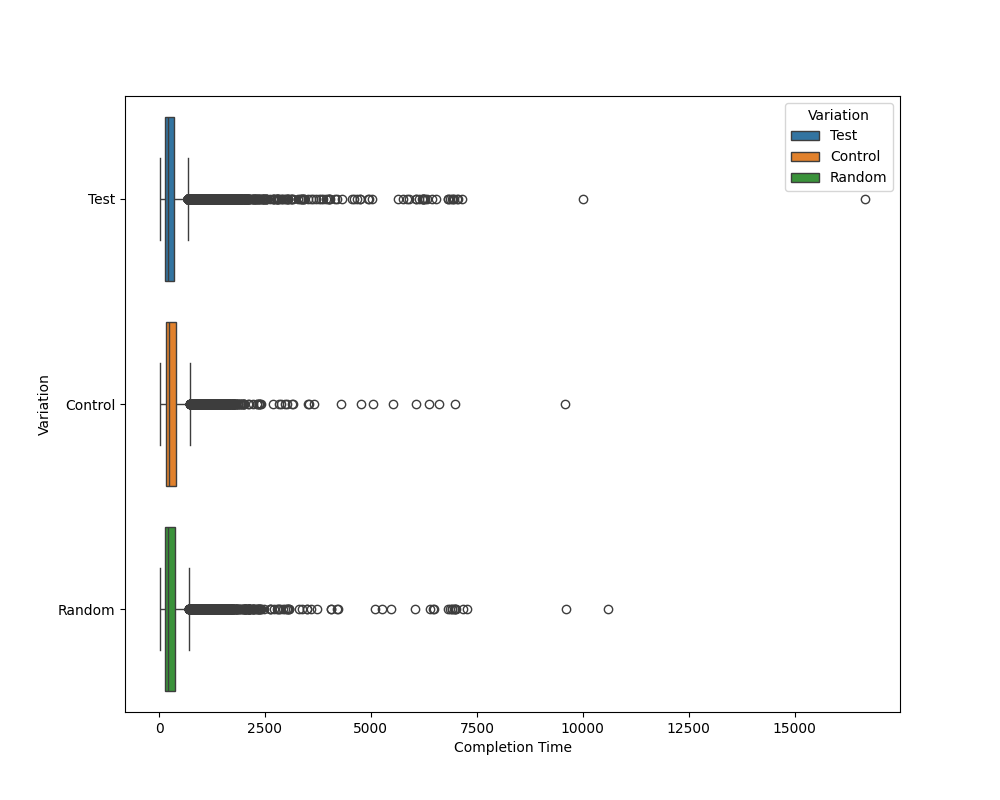 Variation
Test
Control
Random
Test
Control
Random
Variation
0 2500 5000 7500 10000 12500 15000
Completion Time